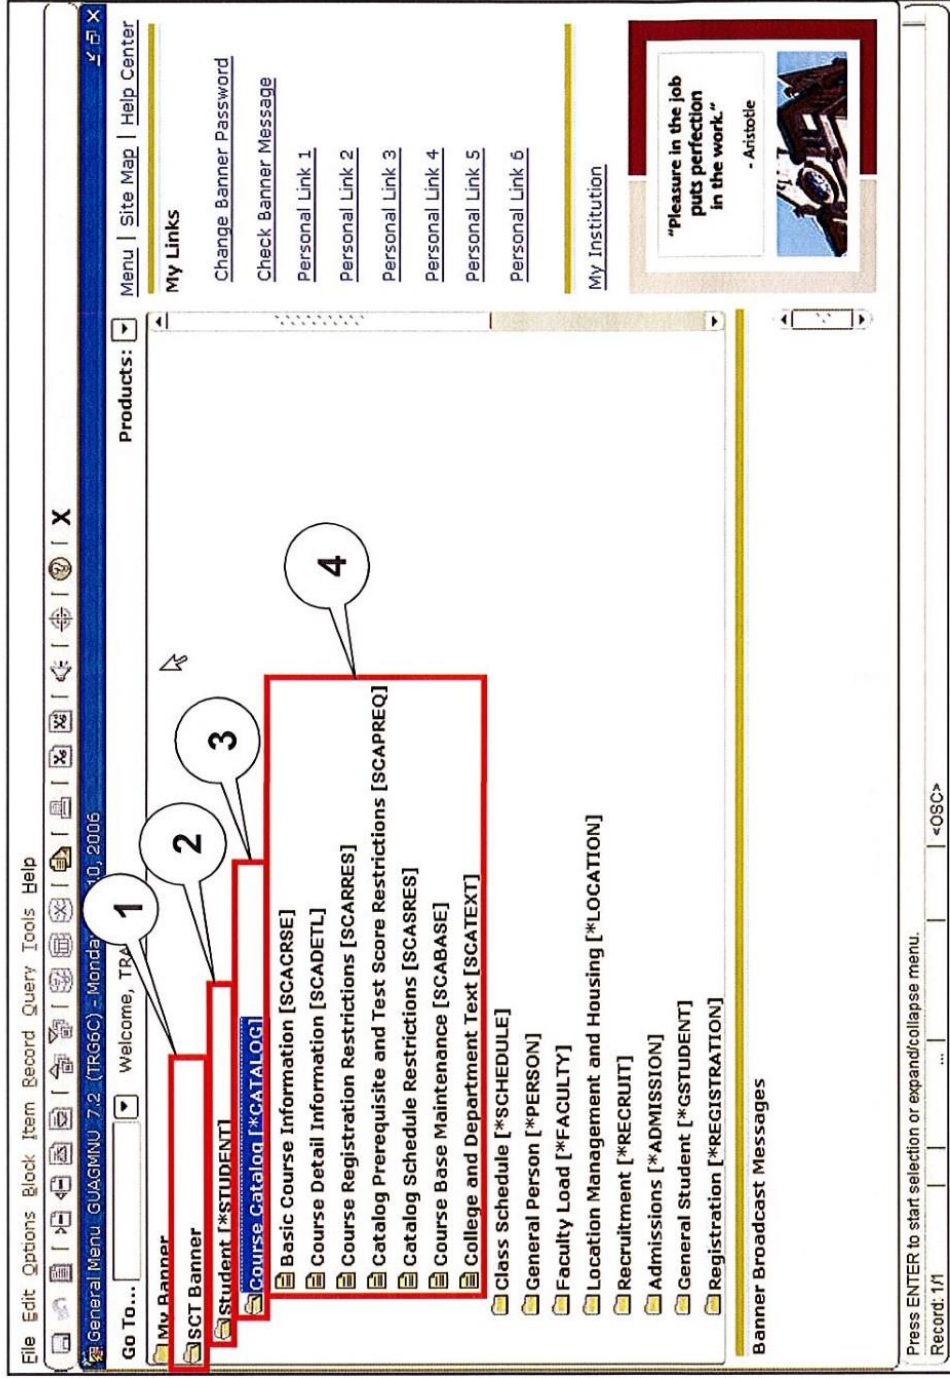 File Edit Options Block Item Record Query Tools Help
X
General Menu GUAGMNU 7.2 (TRG6C) - Monday 10, 2006
Go To... Welcome, TRA Products:
Menu | Site Map | Help Center
My Banner
SCT Banner
Student [*STUDENT]
Course Catalog [*CATALOG]
Basic Course Information [SCACRSE]
Course Detail Information [SCADETL]
Course Registration Restrictions [SCARRES]
Catalog Prerequisite and Test Score Restrictions [SCAPREQ]
Catalog Schedule Restrictions [SCASRES]
Course Base Maintenance [SCABASE]
College and Department Text [SCATEXT]
Class Schedule [*SCHEDULE]
General Person [*PERSON]
Faculty Load [*FACULTY]
Location Management and Housing [*LOCATION]
Recruitment [*RECRUIT]
Admissions [*ADMISSION]
General Student [*GSTUDENT]
Registration [*REGISTRATION]
1
2
3
4
My Links
Change Banner Password
Check Banner Message
Personal Link 1
Personal Link 2
Personal Link 3
Personal Link 4
Personal Link 5
Personal Link 6
My Institution
"Pleasure in the job
puts perfection
in the work."
- Aristotle
Banner Broadcast Messages
Press ENTER to start selection or expand/collapse menu.
Record: 1/1 ... <OSC>